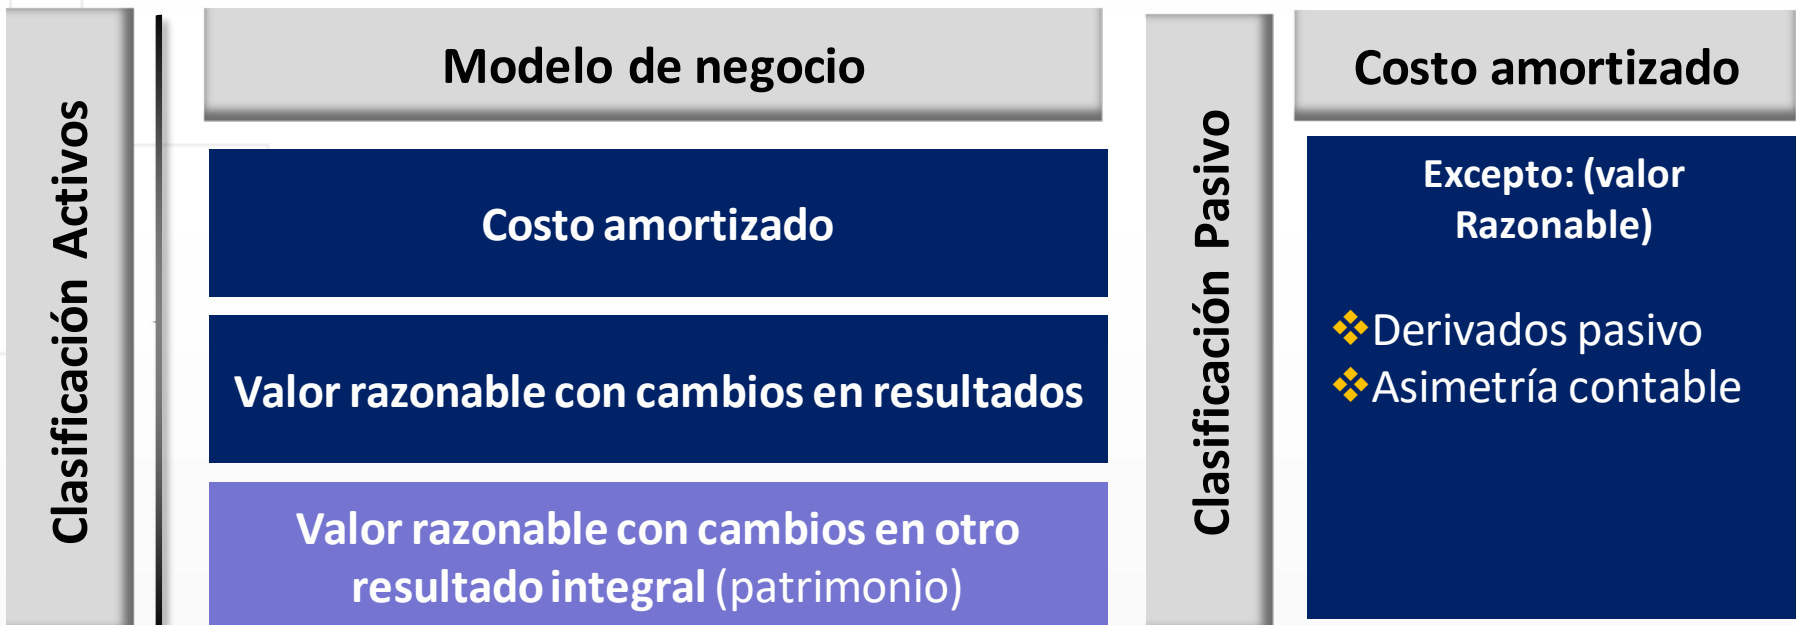 Clasificación Activos
Modelo de negocio
Costo amortizado
Valor razonable con cambios en resultados
Valor razonable con cambios en otro
resultado integral (patrimonio)
Clasificación Pasivo
Costo amortizado
Excepto: (valor
Razonable)
Derivados pasivo
Asimetría contable